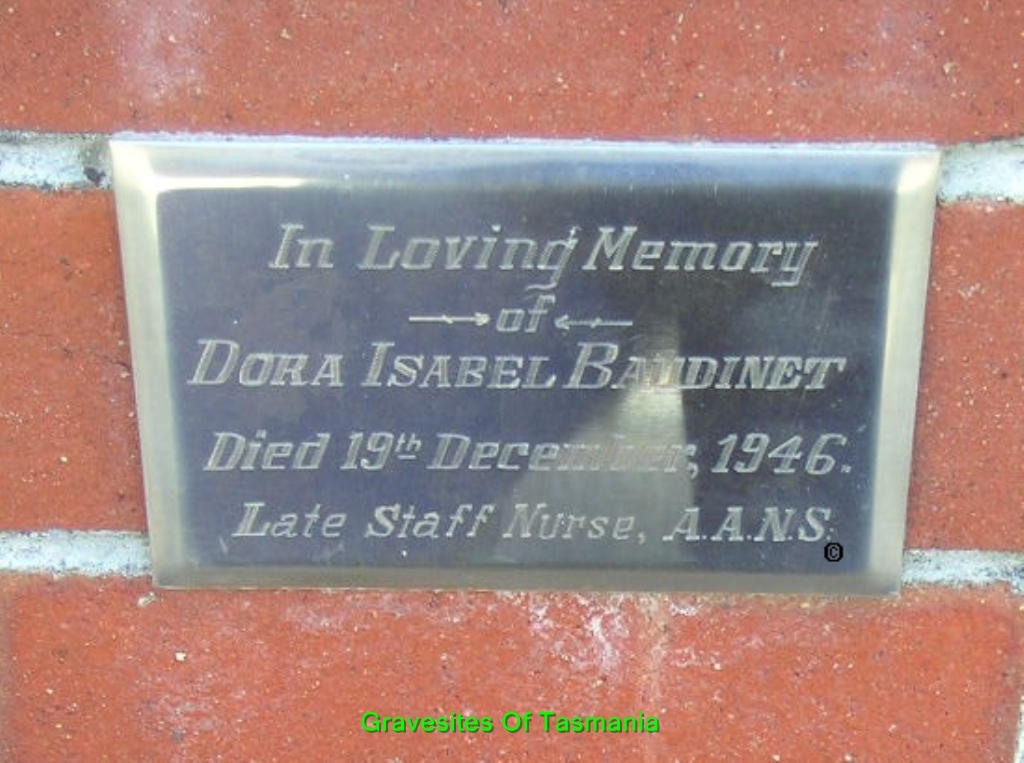 In Loving Memory
of
DORA ISABEL BAUDINET
Died 19th December, 1946.
Late Staff Nurse, A.A.N.S.
©
Gravesites Of Tasmania